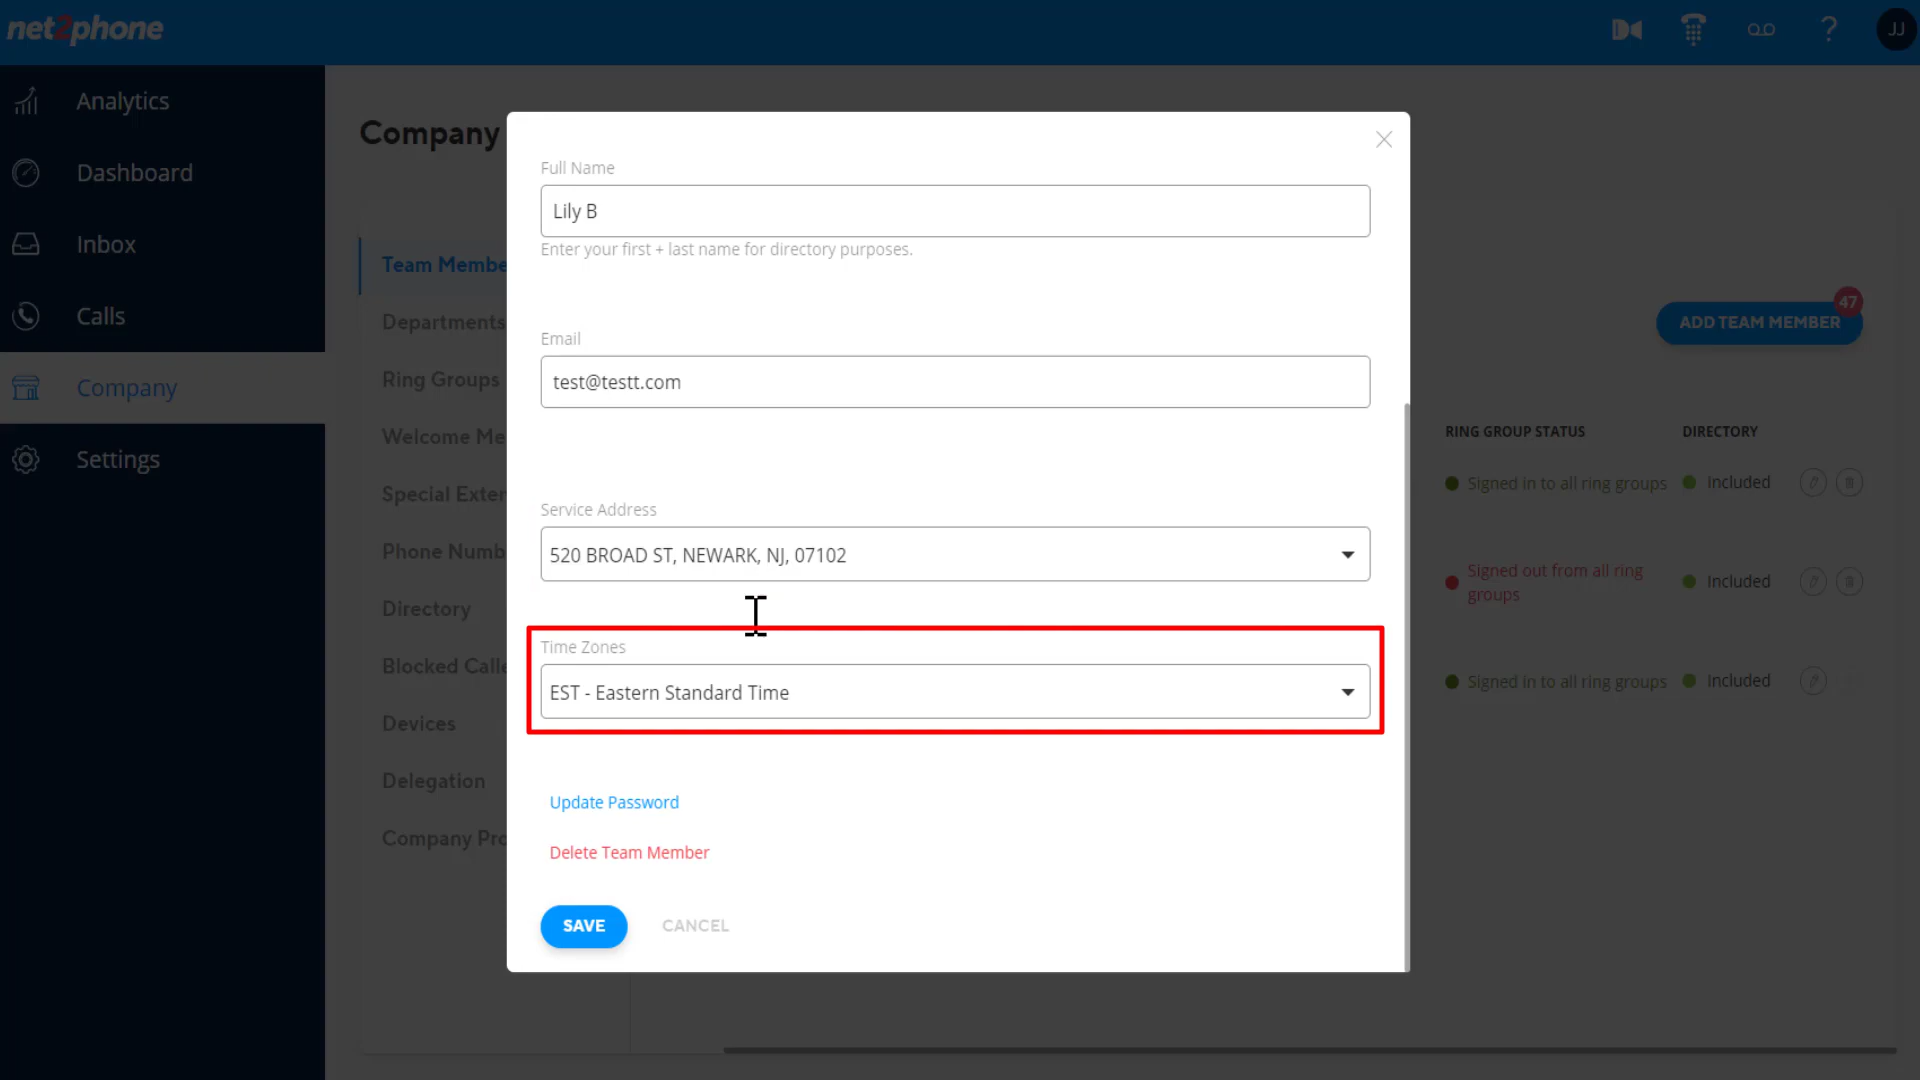 net2phone
JJ
Analytics
Dashboard
Inbox
Calls
Company
Settings
Company
Team Membe
Departments
Ring Groups
Welcome Me
Special Exter
Phone Numb
Directory
Blocked Calle
Devices
Delegation
Company Pro
Full Name
Lily B
Enter your first + last name for directory purposes.
Email
test@testt.com
Service Address
520 BROAD ST, NEWARK, NJ, 07102
Time Zones
EST - Eastern Standard Time
Update Password
Delete Team Member
SAVE CANCEL
47
ADD TEAM MEMBER
RING GROUP STATUS DIRECTORY
Signed in to all ring groups Included
Signed out from all ring
groups
Included
Signed in to all ring groups Included